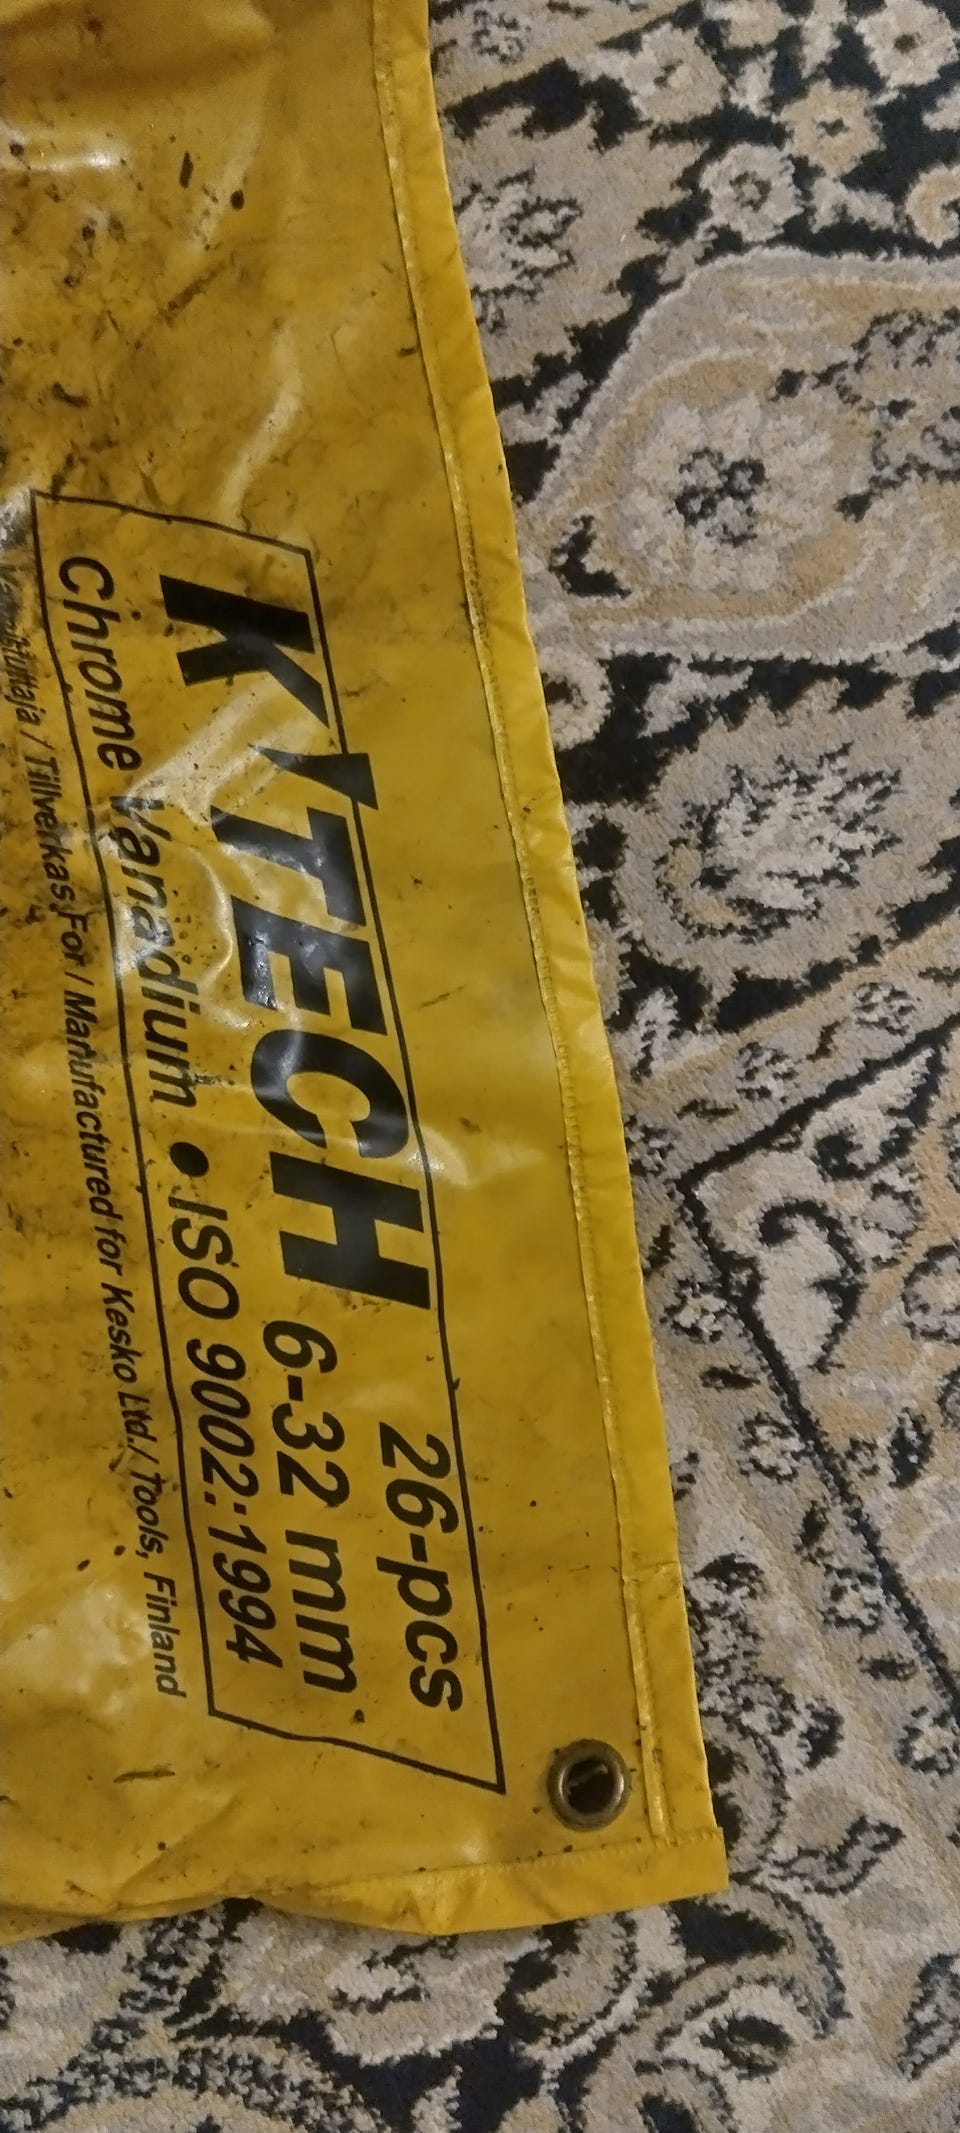 26-pcs
K'TECH 6-32 mm
Chrome Vanadium • ISO 9002:1994
/ Tillverkas För / Manufactured for Kesko Ltd./ Tools, Finland